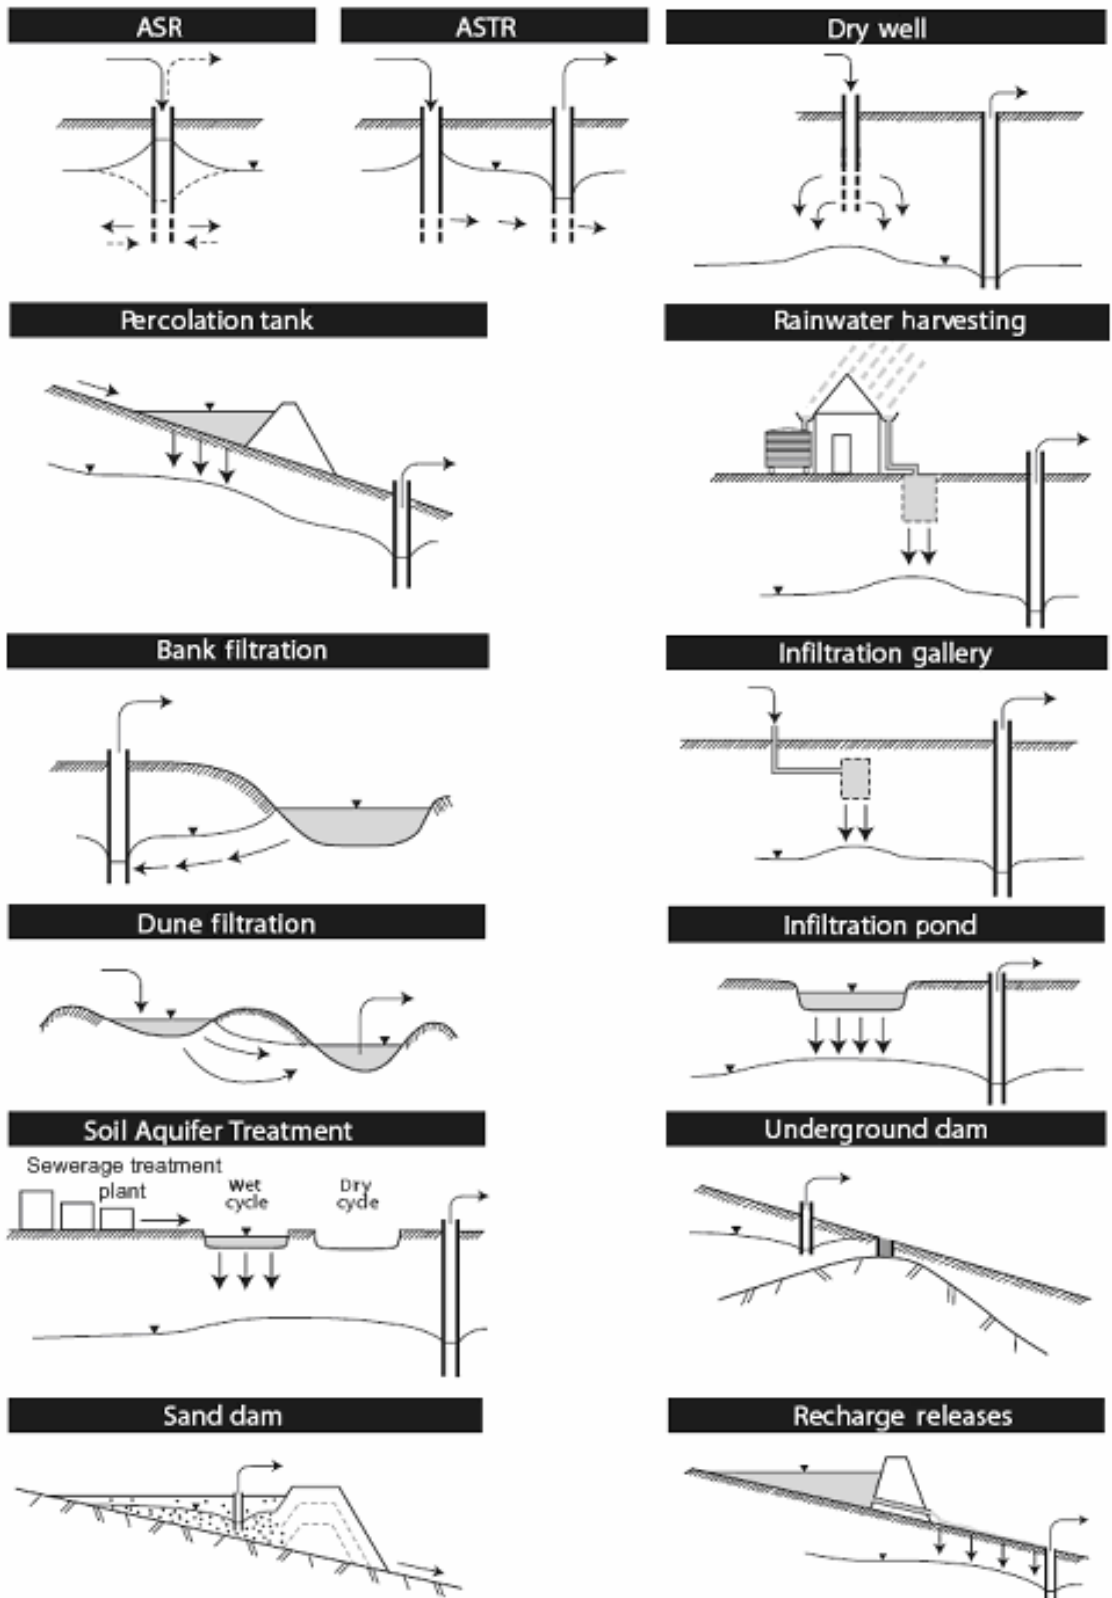 ASR
ASTR
Dry well
Percolation tank
Rainwater harvesting
Bank filtration
Infiltration gallery
Dune filtration
Infiltration pond
Soil Aquifer Treatment
Underground dam
Sewerage treatment
plant
Wet
cycle
Dry
cycle
Sand dam
Recharge releases